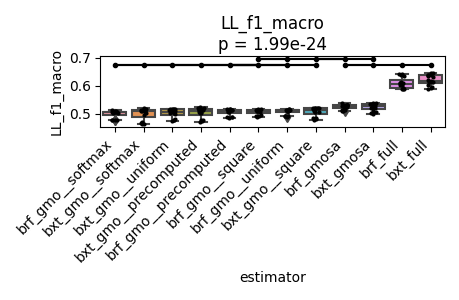 LL_f1_macro
p = 1.99e-24
LL_f1_macro
0.7
0.6
0.5
brf_gmo__softmax
bxt_gmo__softmax
bxt_gmo__uniform
bxt_gmo__precomputed
brf_gmo__precomputed
brf_gmo__square
brf_gmo__uniform
bxt_gmo__square
brf_gmosa
bxt_gmosa
brf_full
bxt_full
estimator